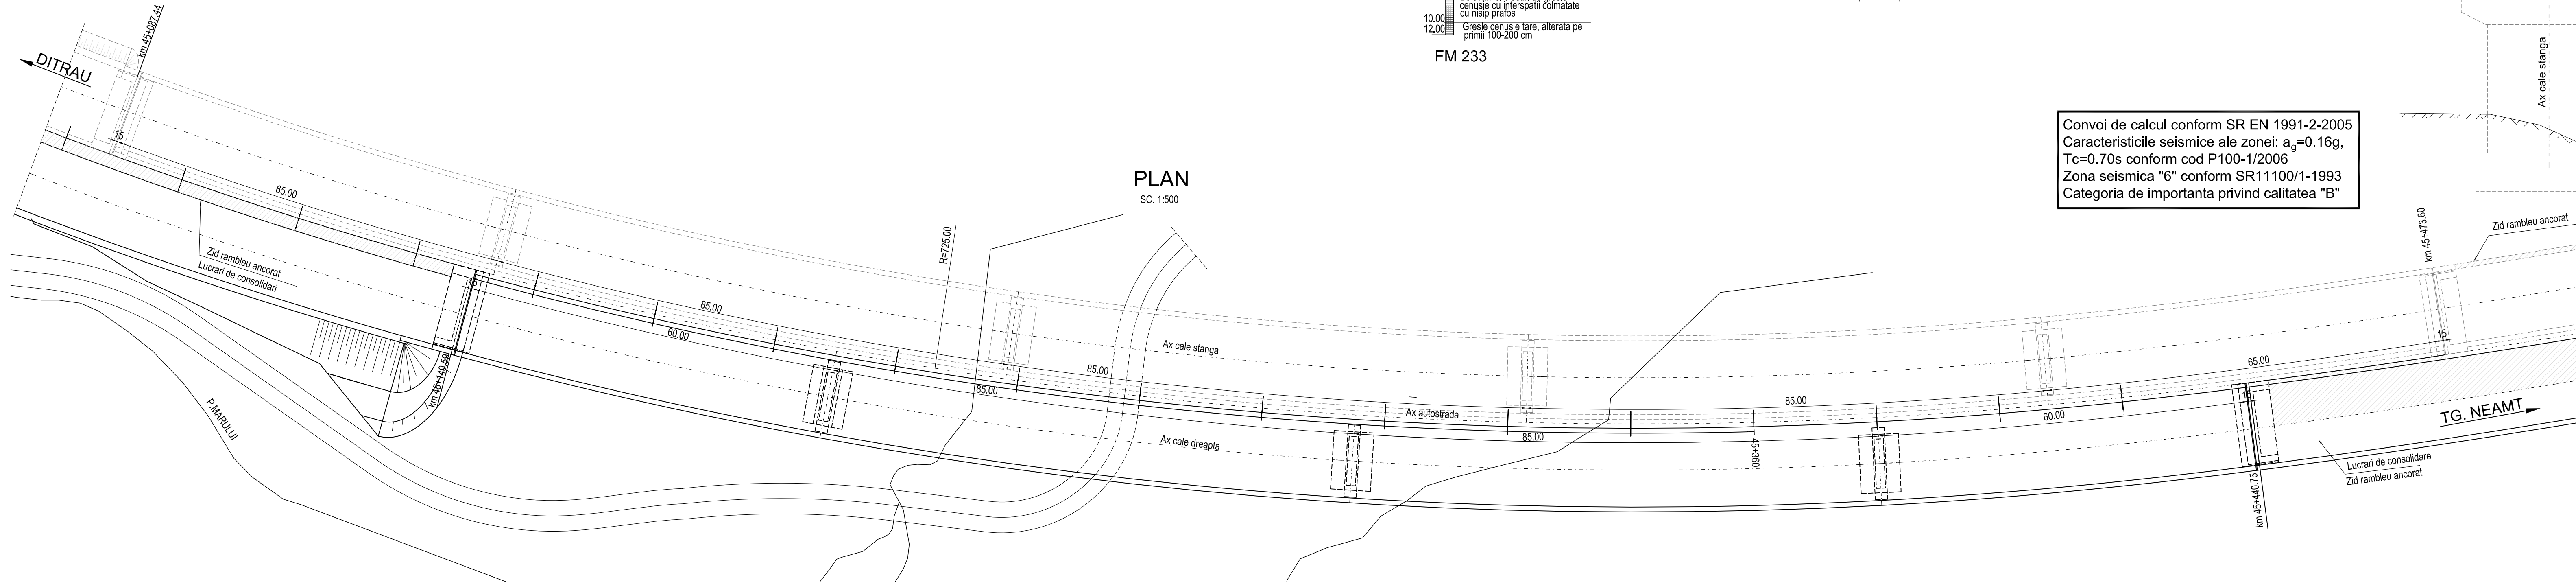 cenusie cu interspatii colmatate
cu nisip prafos
10.00
12.00
Gresie cenusie tare, alterata pe
primii 100-200 cm
FM 233
PLAN
SC. 1:500
Convoi de calcul conform SR EN 1991-2-2005
Caracteristicile seismice ale zonei: ag=0.16g,
Tc=0.70s conform cod P100-1/2006
Zona seismica "6" conform SR11100/1-1993
Categoria de importanta privind calitatea "B"
Ax cale stanga
km 45+087.44
DITRAU
15
65.00
Zid rambleu ancorat
Lucrari de consolidari
15
km 45+149.59
P.MARULUI
85.00
60.00
R=725.00
Ax cale stanga
85.00
85.00
Ax autostrada
Ax cale dreapta
85.00
85.00
45+360
60.00
65.00
15
15
km 45+473.60
Zid rambleu ancorat
km 45+440.75
TG. NEAMT
Lucrari de consolidare
Zid rambleu ancorat